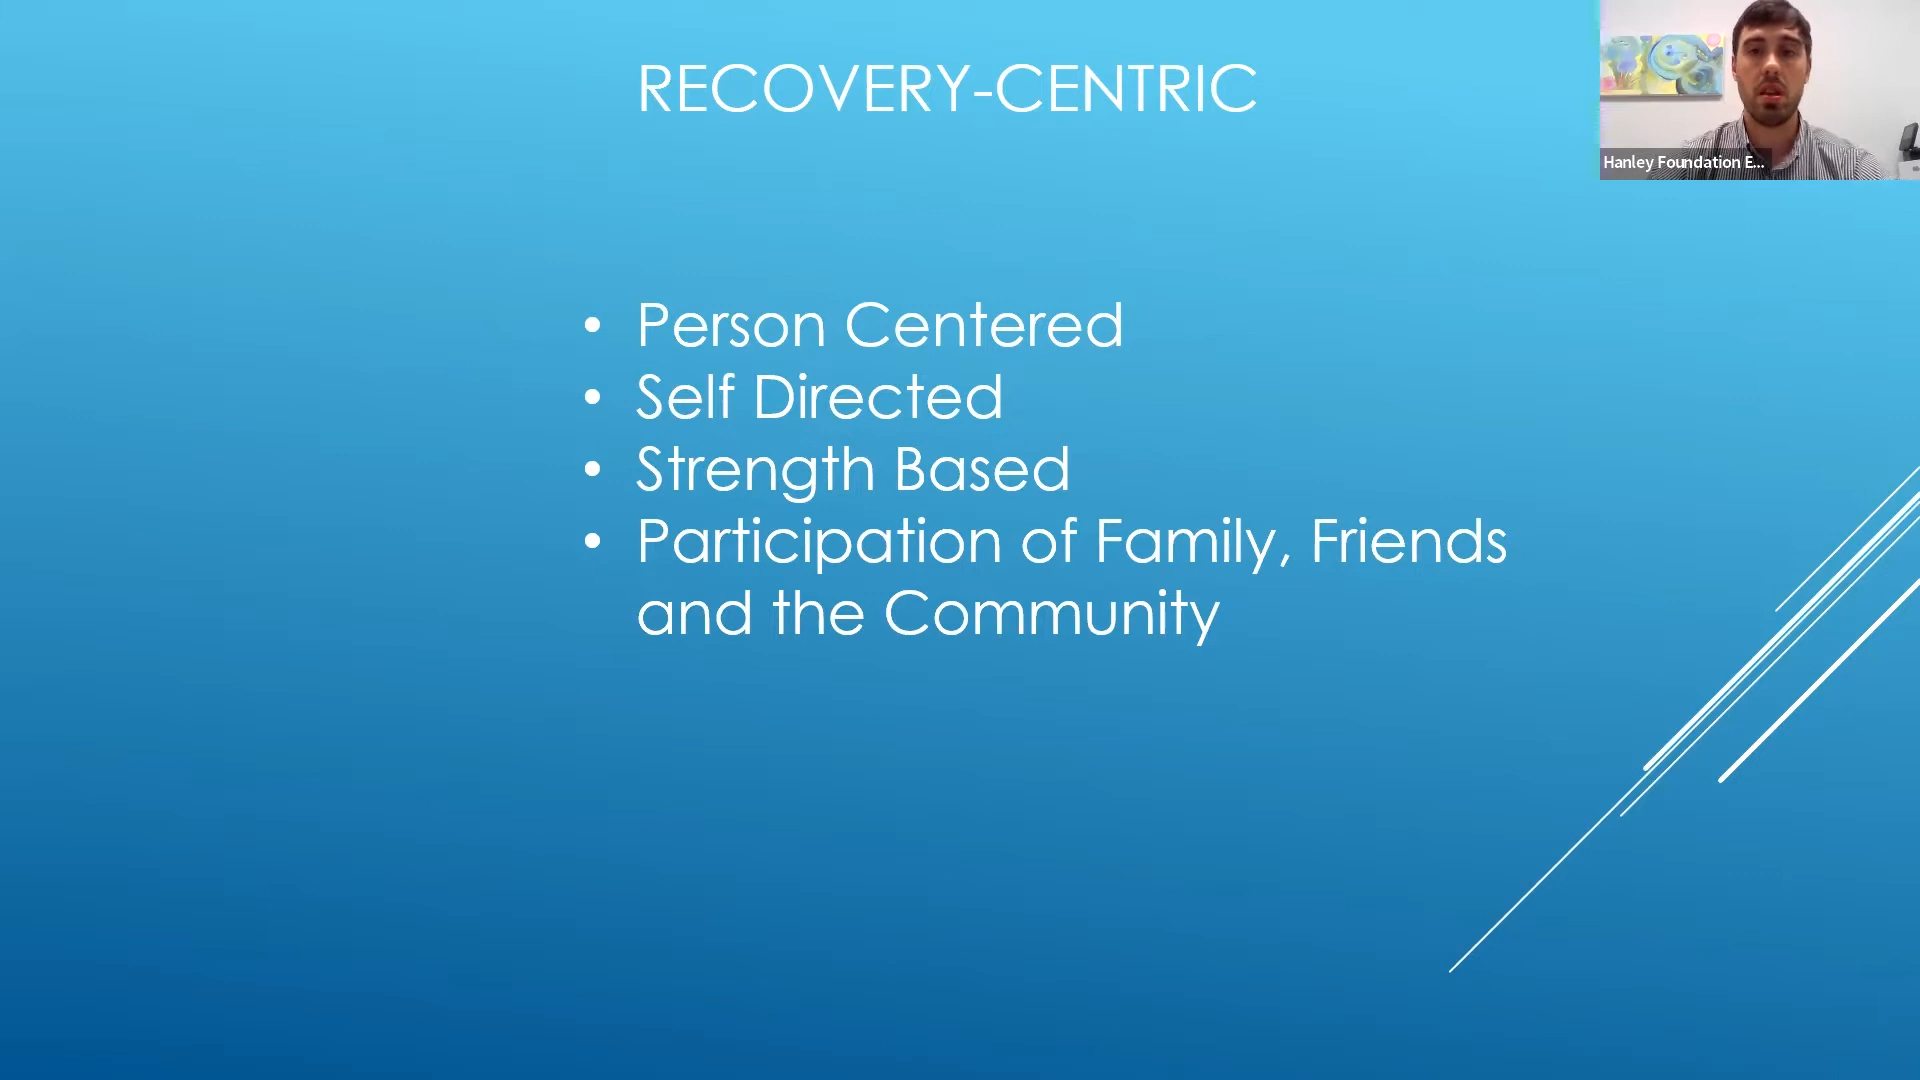 RECOVERY-CENTRIC
Hanley Foundation E...
• Person Centered
• Self Directed
• Strength Based
• Participation of Family, Friends
and the Community